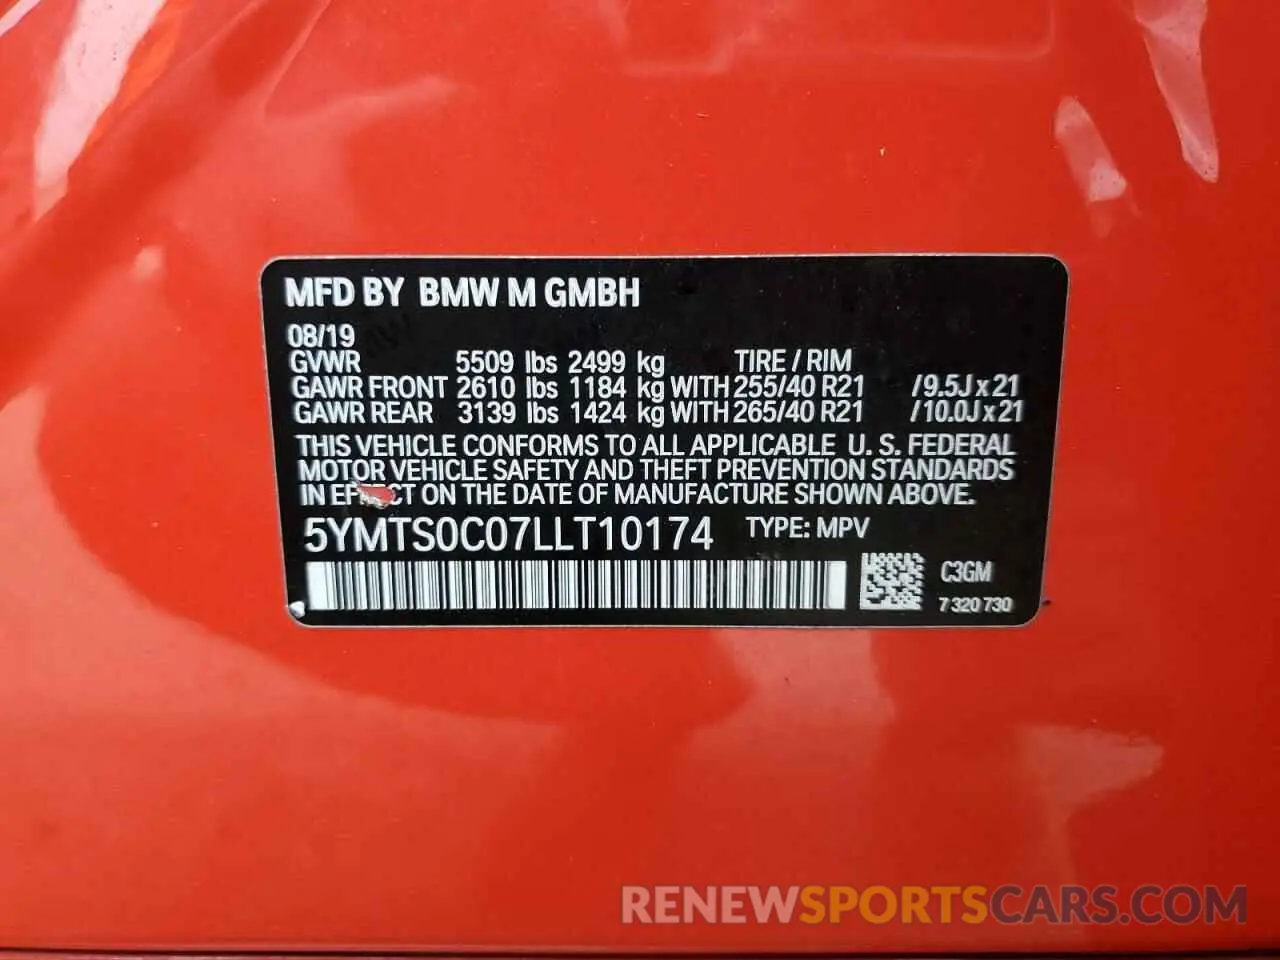 MFD BY BMW M GMBH
08/19
GVWR 5509 lbs 2499 kg TIRE / RIM
GAWR FRONT 2610 lbs 1184 kg WITH 255/40 R21 /9.5J x 21
GAWR REAR 3139 lbs 1424 kg WITH 265/40 R21 /10.0J x 21
THIS VEHICLE CONFORMS TO ALL APPLICABLE U. S. FEDERAL
MOTOR VEHICLE SAFETY AND THEFT PREVENTION STANDARDS
IN EFFECT ON THE DATE OF MANUFACTURE SHOWN ABOVE.
5YMTS0C07LLT10174 TYPE: MPV
C3GM
7 320 730
RENEWSPORTSCARS.COM